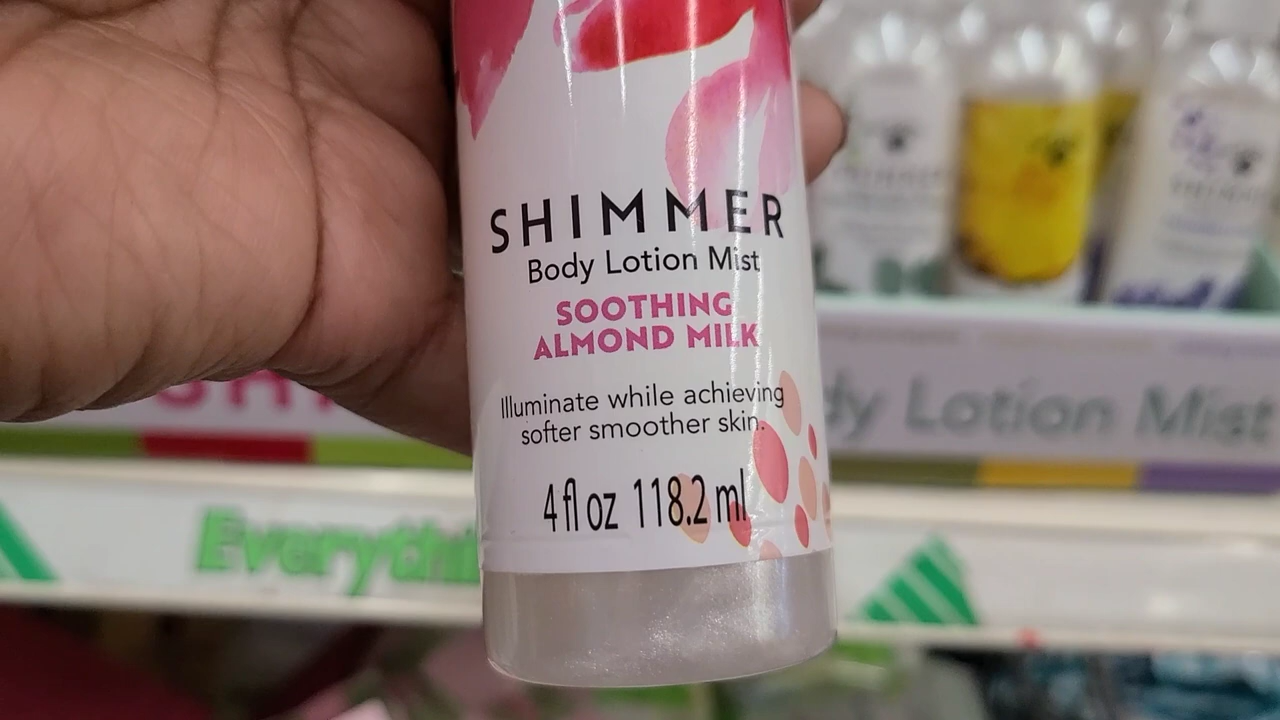 SHIMMER
Body Lotion Mist
SOOTHING
ALMOND MILK
Illuminate while achieving
softer smoother skin.
4 fl oz 118.2 ml
dy Lotion Mist
Everythin